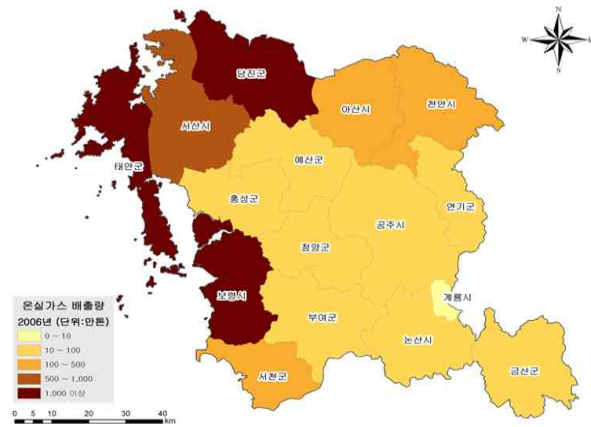 N
W
E
S
당진군
아산시
천안시
서산시
태안군
예산군
홍성군
연기군
공주시
청양군
보령시
계룡시
부여군
논산시
금산군
서천군
온실가스 배출량
2006년 (단위:만톤)
0 ~ 10
10 ~ 100
100 ~ 500
500 ~ 1,000
1,000 이상
0 5 10 20 30 40
km